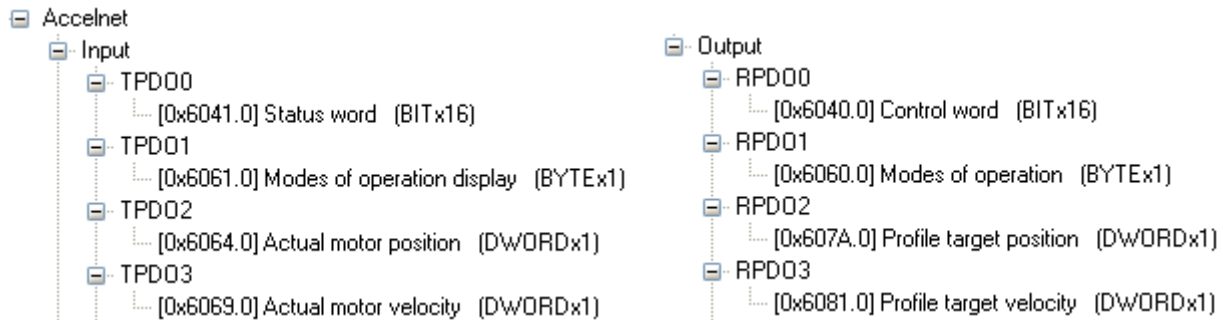 Accelnet
Input
TPDO0
[0x6041.0] Status word (BITx16)
TPDO1
[0x6061.0] Modes of operation display (BYTEx1)
TPDO2
[0x6064.0] Actual motor position (DWORDx1)
TPDO3
[0x6069.0] Actual motor velocity (DWORDx1)
Output
RPDO0
[0x6040.0] Control word (BITx16)
RPDO1
[0x6060.0] Modes of operation (BYTEx1)
RPDO2
[0x607A.0] Profile target position (DWORDx1)
RPDO3
[0x6081.0] Profile target velocity (DWORDx1)